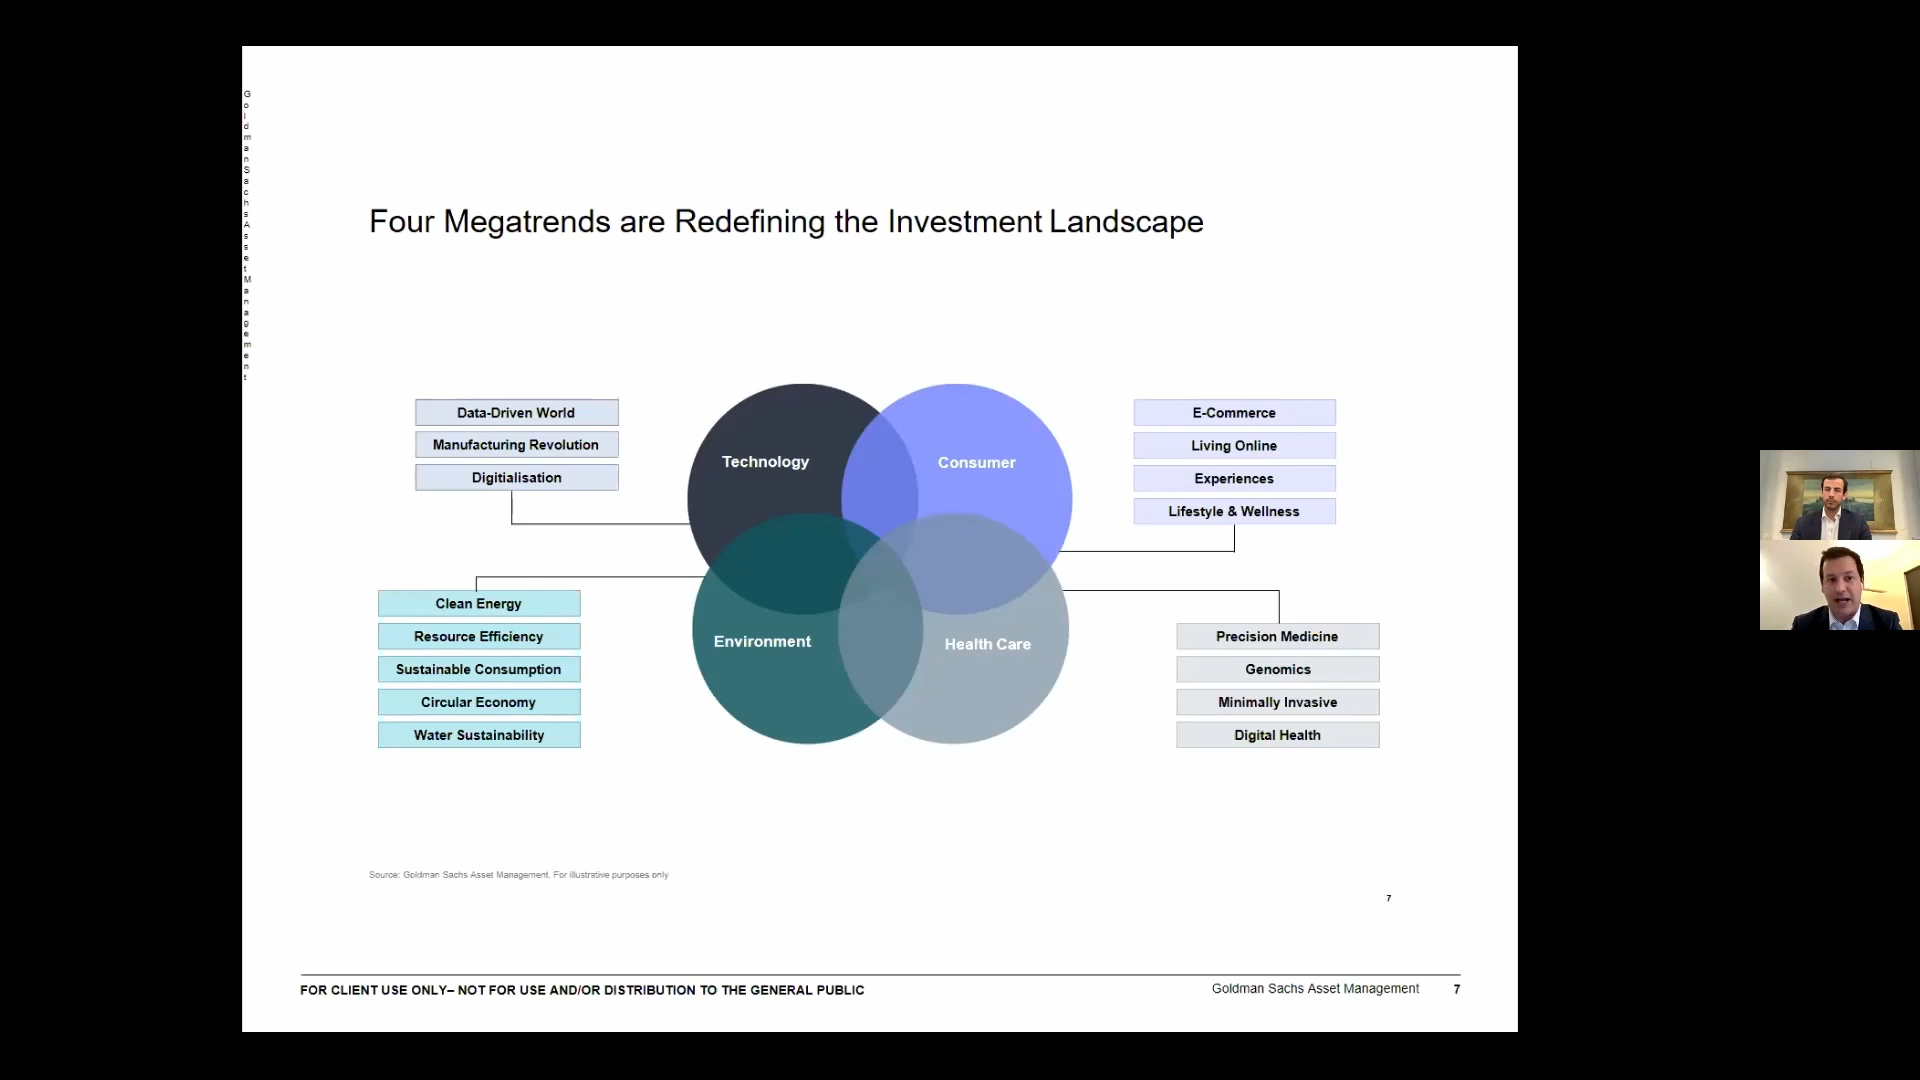 Goldman Sachs Asset Management
Four Megatrends are Redefining the Investment Landscape
Data-Driven World
Manufacturing Revolution
Digitialisation
Technology
Consumer
E-Commerce
Living Online
Experiences
Lifestyle & Wellness
Clean Energy
Resource Efficiency
Sustainable Consumption
Circular Economy
Water Sustainability
Environment
Health Care
Precision Medicine
Genomics
Minimally Invasive
Digital Health
Source: Goldman Sachs Asset Management. For illustrative purposes only
7
FOR CLIENT USE ONLY– NOT FOR USE AND/OR DISTRIBUTION TO THE GENERAL PUBLIC
Goldman Sachs Asset Management 7